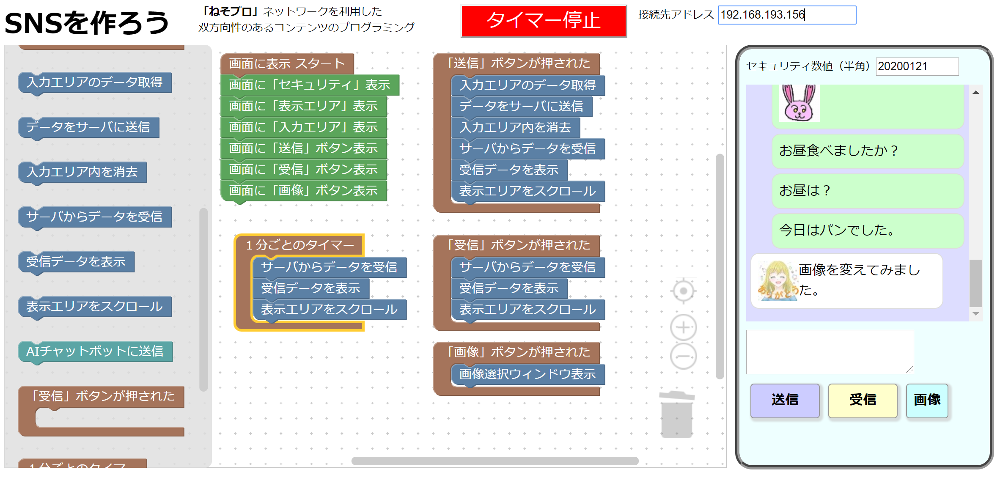 SNSを作ろう
「ねそプロ」ネットワークを利用した
双方向性のあるコンテンツのプログラミング
タイマー停止
接続先アドレス 192.168.193.156
入力エリアのデータ取得
データをサーバに送信
入力エリア内を消去
サーバからデータを受信
受信データを表示
表示エリアをスクロール
AIチャットボットに送信
「受信」ボタンが押された
１分ごとのタイマー
画面に表示 スタート
画面に「セキュリティ」表示
画面に「表示エリア」表示
画面に「入力エリア」表示
画面に「送信」ボタン表示
画面に「受信」ボタン表示
画面に「画像」ボタン表示
１分ごとのタイマー
サーバからデータを受信
受信データを表示
表示エリアをスクロール
「送信」ボタンが押された
入力エリアのデータ取得
データをサーバに送信
入力エリア内を消去
サーバからデータを受信
受信データを表示
表示エリアをスクロール
「受信」ボタンが押された
サーバからデータを受信
受信データを表示
表示エリアをスクロール
「画像」ボタンが押された
画像選択ウィンドウ表示
セキュリティ数値（半角） 20200121
お昼食べましたか？
お昼は？
今日はパンでした。
ありがとう
画像を変えてみまし
た。
送信
受信
画像